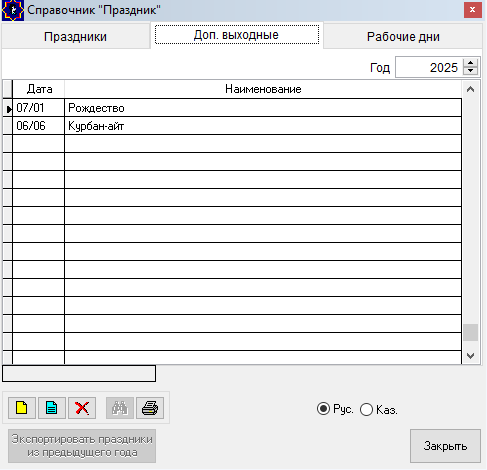 Справочник "Праздник"
Праздники
Доп. выходные
Рабочие дни
Год 2025
Дата Наименование
07/01 Рождество
06/06 Курбан-айт
Рус. Каз.
Экспортировать праздники
из предыдущего года
Закрыть